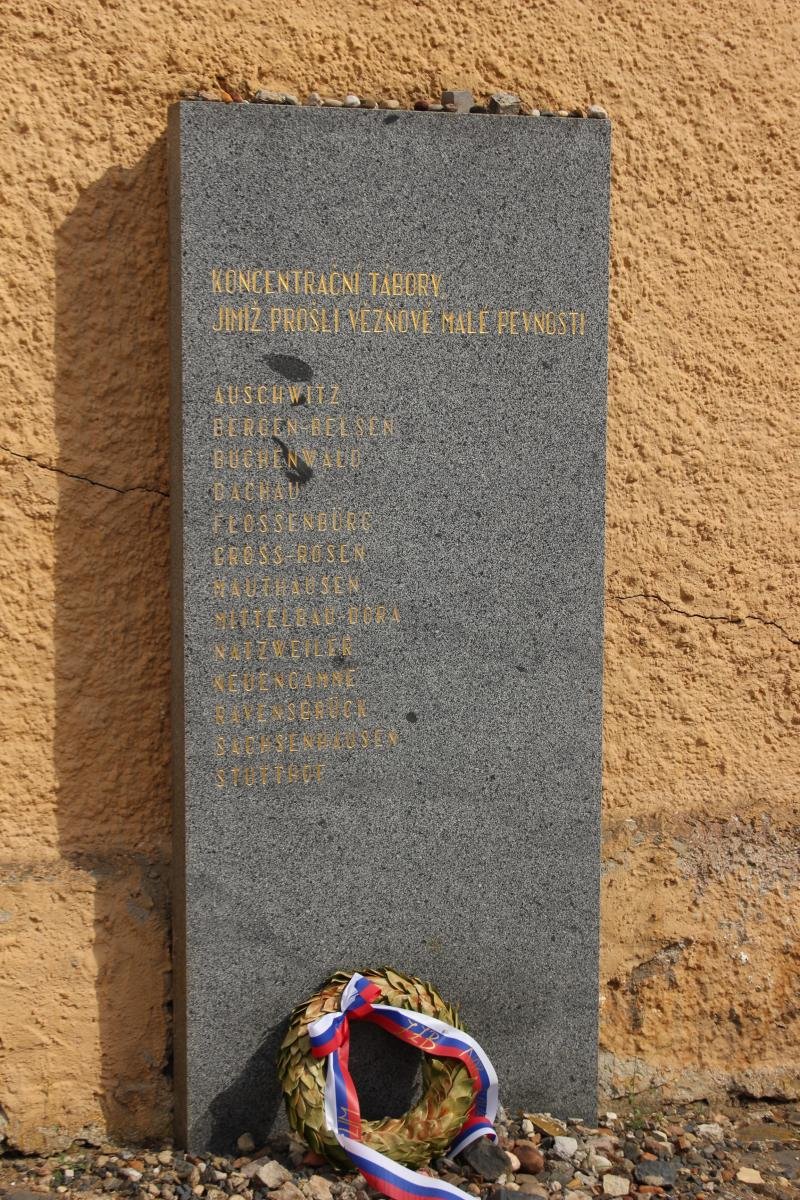 KONCENTRAČNÍ TÁBORY,
JIMIŽ PROŠLI VĚZNOVÉ MALÉ PEVNOSTI
AUSCHWITZ
BERGEN-BELSEN
BUCHENWALD
DACHAU
FLOSSENBÜRG
GROSS-ROSEN
MAUTHAUSEN
MITTELBAU-DORA
NATZWEILER
NEUENGAMME
RAVENSBRÜCK
SACHSENHAUSEN
STUTTHOF